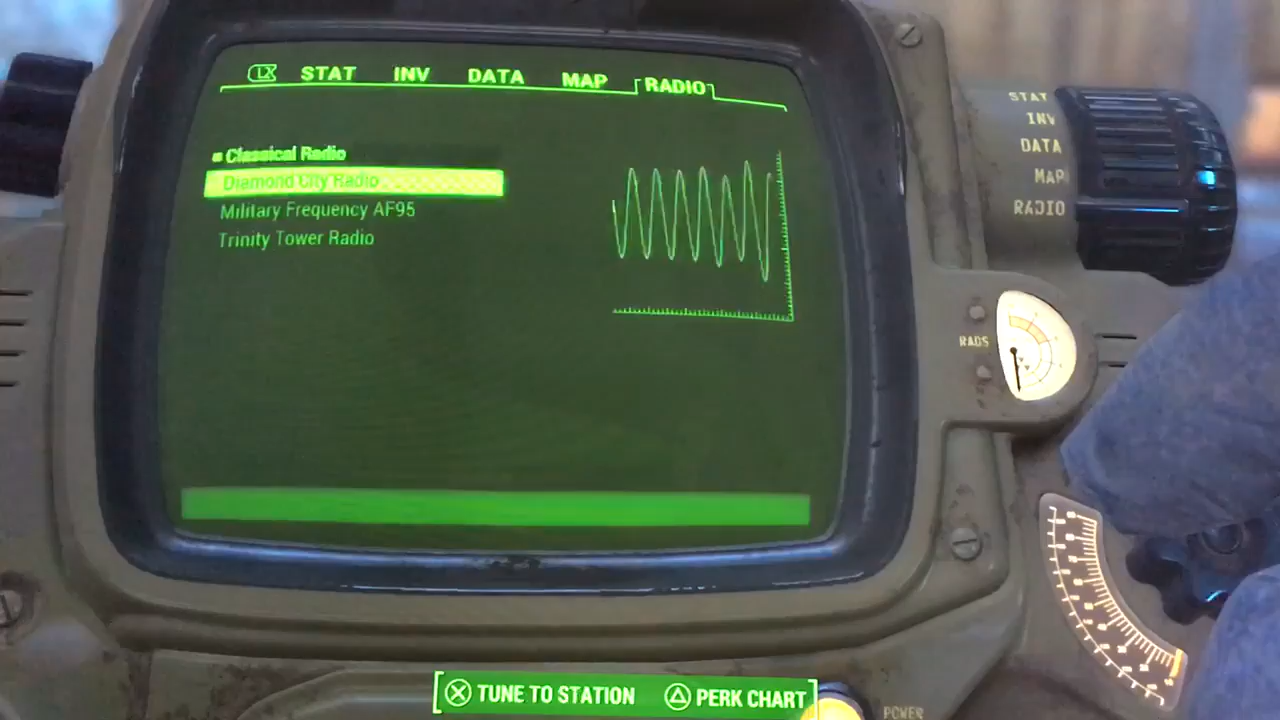 STAT INV DATA MAP RADIO
Classical Radio
Diamond City Radio
Military Frequency AF95
Trinity Tower Radio
STAT
INV
DATA
MAP
RADIO
RADS
TUNE TO STATION PERK CHART
POWER